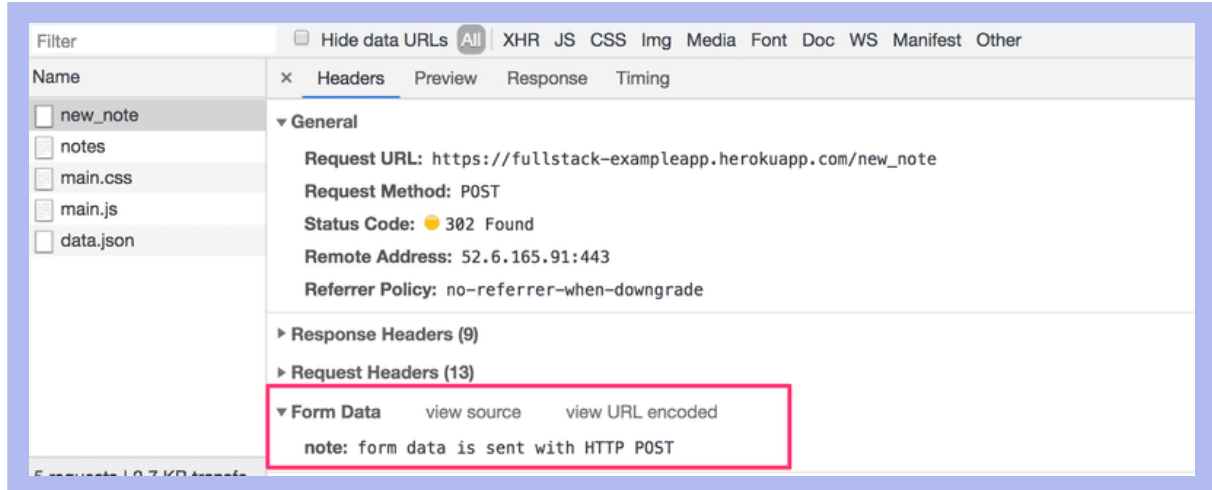 Filter
Hide data URLs All XHR JS CSS Img Media Font Doc WS Manifest Other
Name
× Headers Preview Response Timing
new_note
notes
main.css
main.js
data.json
▾ General
Request URL: https://fullstack-exampleapp.herokuapp.com/new_note
Request Method: POST
Status Code: 302 Found
Remote Address: 52.6.165.91:443
Referrer Policy: no-referrer-when-downgrade
▸ Response Headers (9)
▸ Request Headers (13)
▾ Form Data view source view URL encoded
note: form data is sent with HTTP POST
5 requests | KB